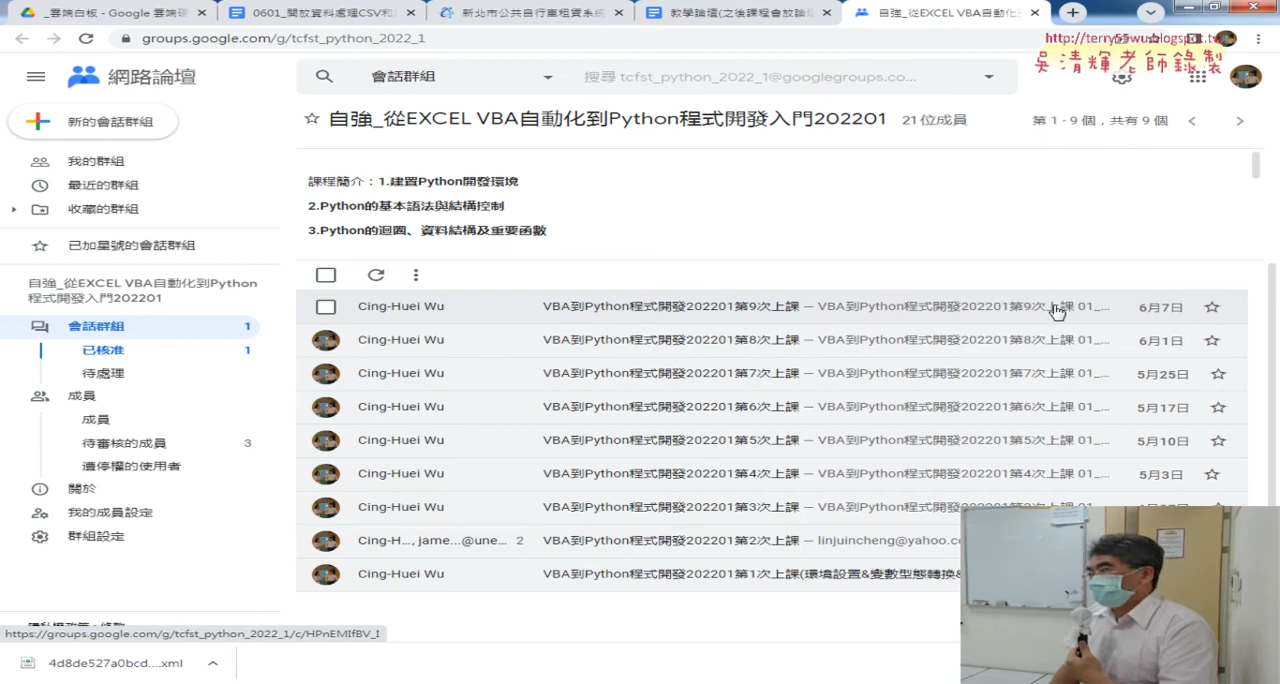 _雲端白板 - Google 雲端硬
0601_開放資料處理CSV和
新北市公共自行車租賃系統
教學論壇(之後課程會放論壇
自強_從EXCEL VBA自動化到
groups.google.com/g/tcfst_python_2022_1
http://terry55wu.blogspot.tw
吳清輝老師錄製
網路論壇
會話群組
搜尋 tcfst_python_2022_1@googlegroups.co...
新的會話群組
自強_從EXCEL VBA自動化到Python程式開發入門202201
21 位成員
第 1 - 9 個，共有 9 個
我的群組
最近的群組
收藏的群組
已加星號的會話群組
自強_從EXCEL VBA自動化到Python
程式開發入門202201
會話群組 1
已核准 1
待處理
成員
成員
待審核的成員 3
遭停權的使用者
關於
我的成員設定
群組設定
課程簡介：1.建置Python開發環境
2.Python的基本語法與結構控制
3.Python的迴圈、資料結構及重要函數
Cing-Huei Wu VBA到Python程式開發202201第9次上課 – VBA到Python程式開發202201第9次上課 01_... 6月7日
Cing-Huei Wu VBA到Python程式開發202201第8次上課 – VBA到Python程式開發202201第8次上課 01_... 6月1日
Cing-Huei Wu VBA到Python程式開發202201第7次上課 – VBA到Python程式開發202201第7次上課 01_... 5月25日
Cing-Huei Wu VBA到Python程式開發202201第6次上課 – VBA到Python程式開發202201第6次上課 01_... 5月17日
Cing-Huei Wu VBA到Python程式開發202201第5次上課 – VBA到Python程式開發202201第5次上課 01_... 5月10日
Cing-Huei Wu VBA到Python程式開發202201第4次上課 – VBA到Python程式開發202201第4次上課 01_... 5月3日
Cing-Huei Wu VBA到Python程式開發202201第3次上課 – VBA到Python程式開發202201第3次上課 01_...
Cing-H..., jame...@une... 2 VBA到Python程式開發202201第2次上課 – linjuincheng@yahoo.co
Cing-Huei Wu VBA到Python程式開發202201第1次上課(環境設置&變數型態轉換&
https://groups.google.com/g/tcfst_python_2022_1/c/HPnEMIfBV_I
4d8de527a0bcd....xml